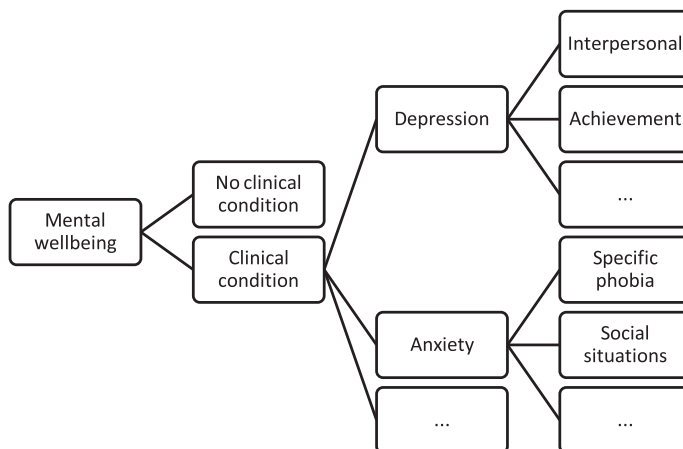 Interpersonal
Depression
Achievement
...
No clinical
condition
Mental
wellbeing
Clinical
condition
Specific
phobia
Anxiety
Social
situations
...
...